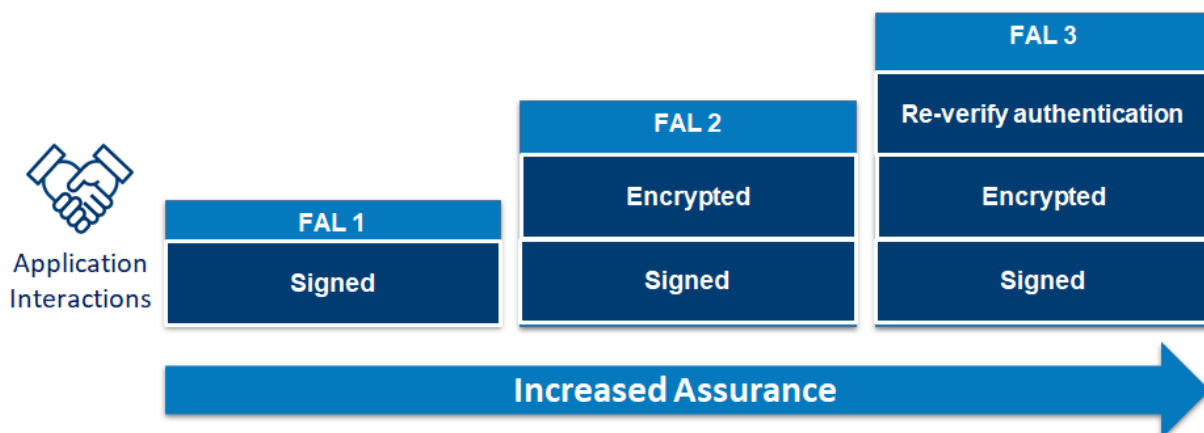 FAL 3
Re-verify authentication
FAL 2
Encrypted
Encrypted
FAL 1
Signed
Signed
Signed
Application
Interactions
Increased Assurance